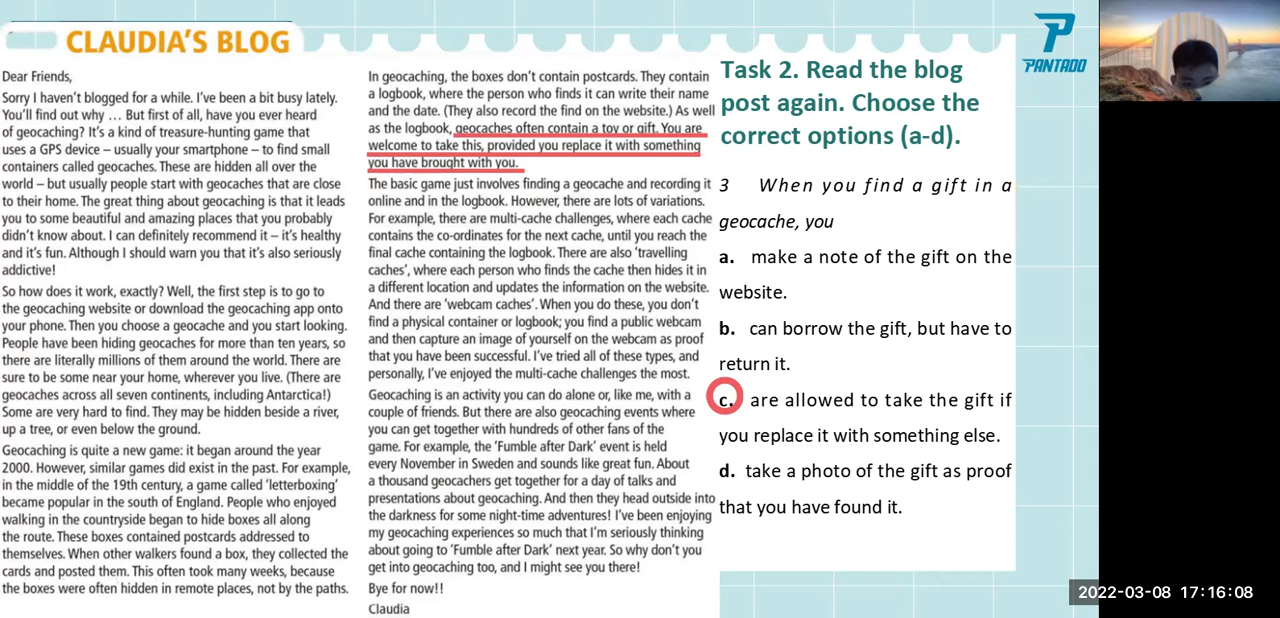 CLAUDIA'S BLOG
Dear Friends,
Sorry I haven't blogged for a while. I've been a bit busy lately.
You'll find out why … But first of all, have you ever heard
of geocaching? It's a kind of treasure-hunting game that
uses a GPS device – usually your smartphone – to find small
containers called geocaches. These are hidden all over the
world – but usually people start with geocaches that are close
to their home. The great thing about geocaching is that it leads
you to some beautiful and amazing places that you probably
didn't know about. I can definitely recommend it – it's healthy
and it's fun. Although I should warn you that it's also seriously
addictive!
So how does it work, exactly? Well, the first step is to go to
the geocaching website or download the geocaching app onto
your phone. Then you choose a geocache and you start looking.
People have been hiding geocaches for more than ten years, so
there are literally millions of them around the world. There are
sure to be some near your home, wherever you live. (There are
geocaches across all seven continents, including Antarctica!)
Some are very hard to find. They may be hidden beside a river,
up a tree, or even below the ground.
Geocaching is quite a new game: it began around the year
2000. However, similar games did exist in the past. For example,
in the middle of the 19th century, a game called 'letterboxing'
became popular in the south of England. People who enjoyed
walking in the countryside began to hide boxes all along
the route. These boxes contained postcards addressed to
themselves. When other walkers found a box, they collected the
cards and posted them. This often took many weeks, because
the boxes were often hidden in remote places, not by the paths.
In geocaching, the boxes don't contain postcards. They contain
a logbook, where the person who finds it can write their name
and the date. (They also record the find on the website.) As well
as the logbook, geocaches often contain a toy or gift. You are
welcome to take this, provided you replace it with something
you have brought with you.
The basic game just involves finding a geocache and recording it
online and in the logbook. However, there are lots of variations.
For example, there are multi-cache challenges, where each cache
contains the co-ordinates for the next cache, until you reach the
final cache containing the logbook. There are also 'travelling
caches', where each person who finds the cache then hides it in
a different location and updates the information on the website.
And there are 'webcam caches'. When you do these, you don't
find a physical container or logbook; you find a public webcam
and then capture an image of yourself on the webcam as proof
that you have been successful. I've tried all of these types, and
personally, I've enjoyed the multi-cache challenges the most.
Geocaching is an activity you can do alone or, like me, with a
couple of friends. But there are also geocaching events where
you can get together with hundreds of other fans of the
game. For example, the 'Fumble after Dark' event is held
every November in Sweden and sounds like great fun. About
a thousand geocachers get together for a day of talks and
presentations about geocaching. And then they head outside into
the darkness for some night-time adventures! I've been enjoying
my geocaching experiences so much that I'm seriously thinking
about going to 'Fumble after Dark' next year. So why don't you
get into geocaching too, and I might see you there!
Bye for now!!
Claudia
Task 2. Read the blog
post again. Choose the
correct options (a-d).
3 When you find a gift in a
geocache, you
a. make a note of the gift on the
website.
b. can borrow the gift, but have to
return it.
c. are allowed to take the gift if
you replace it with something else.
d. take a photo of the gift as proof
that you have found it.
PANTADO
2022-03-08 17:16:08